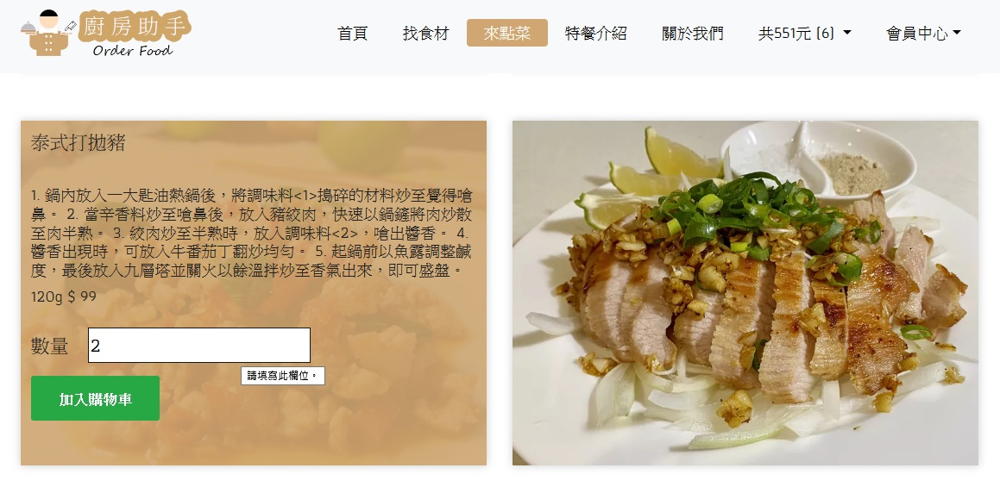 廚房助手
Order Food
首頁 找食材 來點菜 特餐介紹 關於我們 共551元 (6) 會員中心
泰式打拋豬
1. 鍋內放入一大匙油熱鍋後，將調味料<1>搗碎的材料炒至覺得嗆
鼻。 2. 當辛香料炒至嗆鼻後，放入豬絞肉，快速以鍋鏟將肉炒散
至肉半熟。 3. 絞肉炒至半熟時，放入調味料<2>，嗆出醬香。 4.
醬香出現時，可放入牛番茄丁翻炒均勻。 5. 起鍋前以魚露調整鹹
度，最後放入九層塔並關火以餘溫拌炒至香氣出來，即可盛盤。
120g $ 99
數量 2
請填寫此欄位。
加入購物車